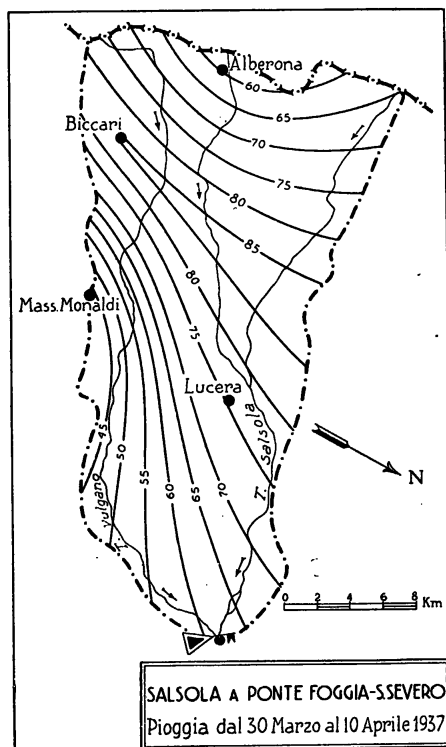 Alberona
60
65
Biccari
70
75
80
85
80
Mass. Monaldi
75
Lucera
T. Salsola
45
50
55
60
65
70
N
T. Vulgano
0 2 4 6 8
Km
SALSOLA A PONTE FOGGIA-S.SEVERO
Pioggia dal 30 Marzo al 10 Aprile 1937